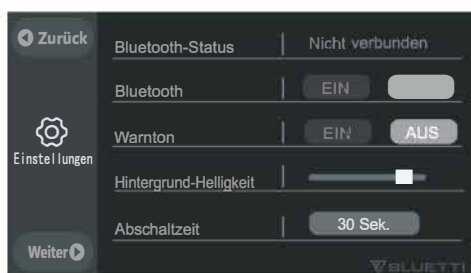 Zurück
Einstellungen
Weiter
Bluetooth-Status Nicht verbunden
Bluetooth EIN
Warnton EIN AUS
Hintergrund-Helligkeit
Abschaltzeit 30 Sek.
BLUETTI